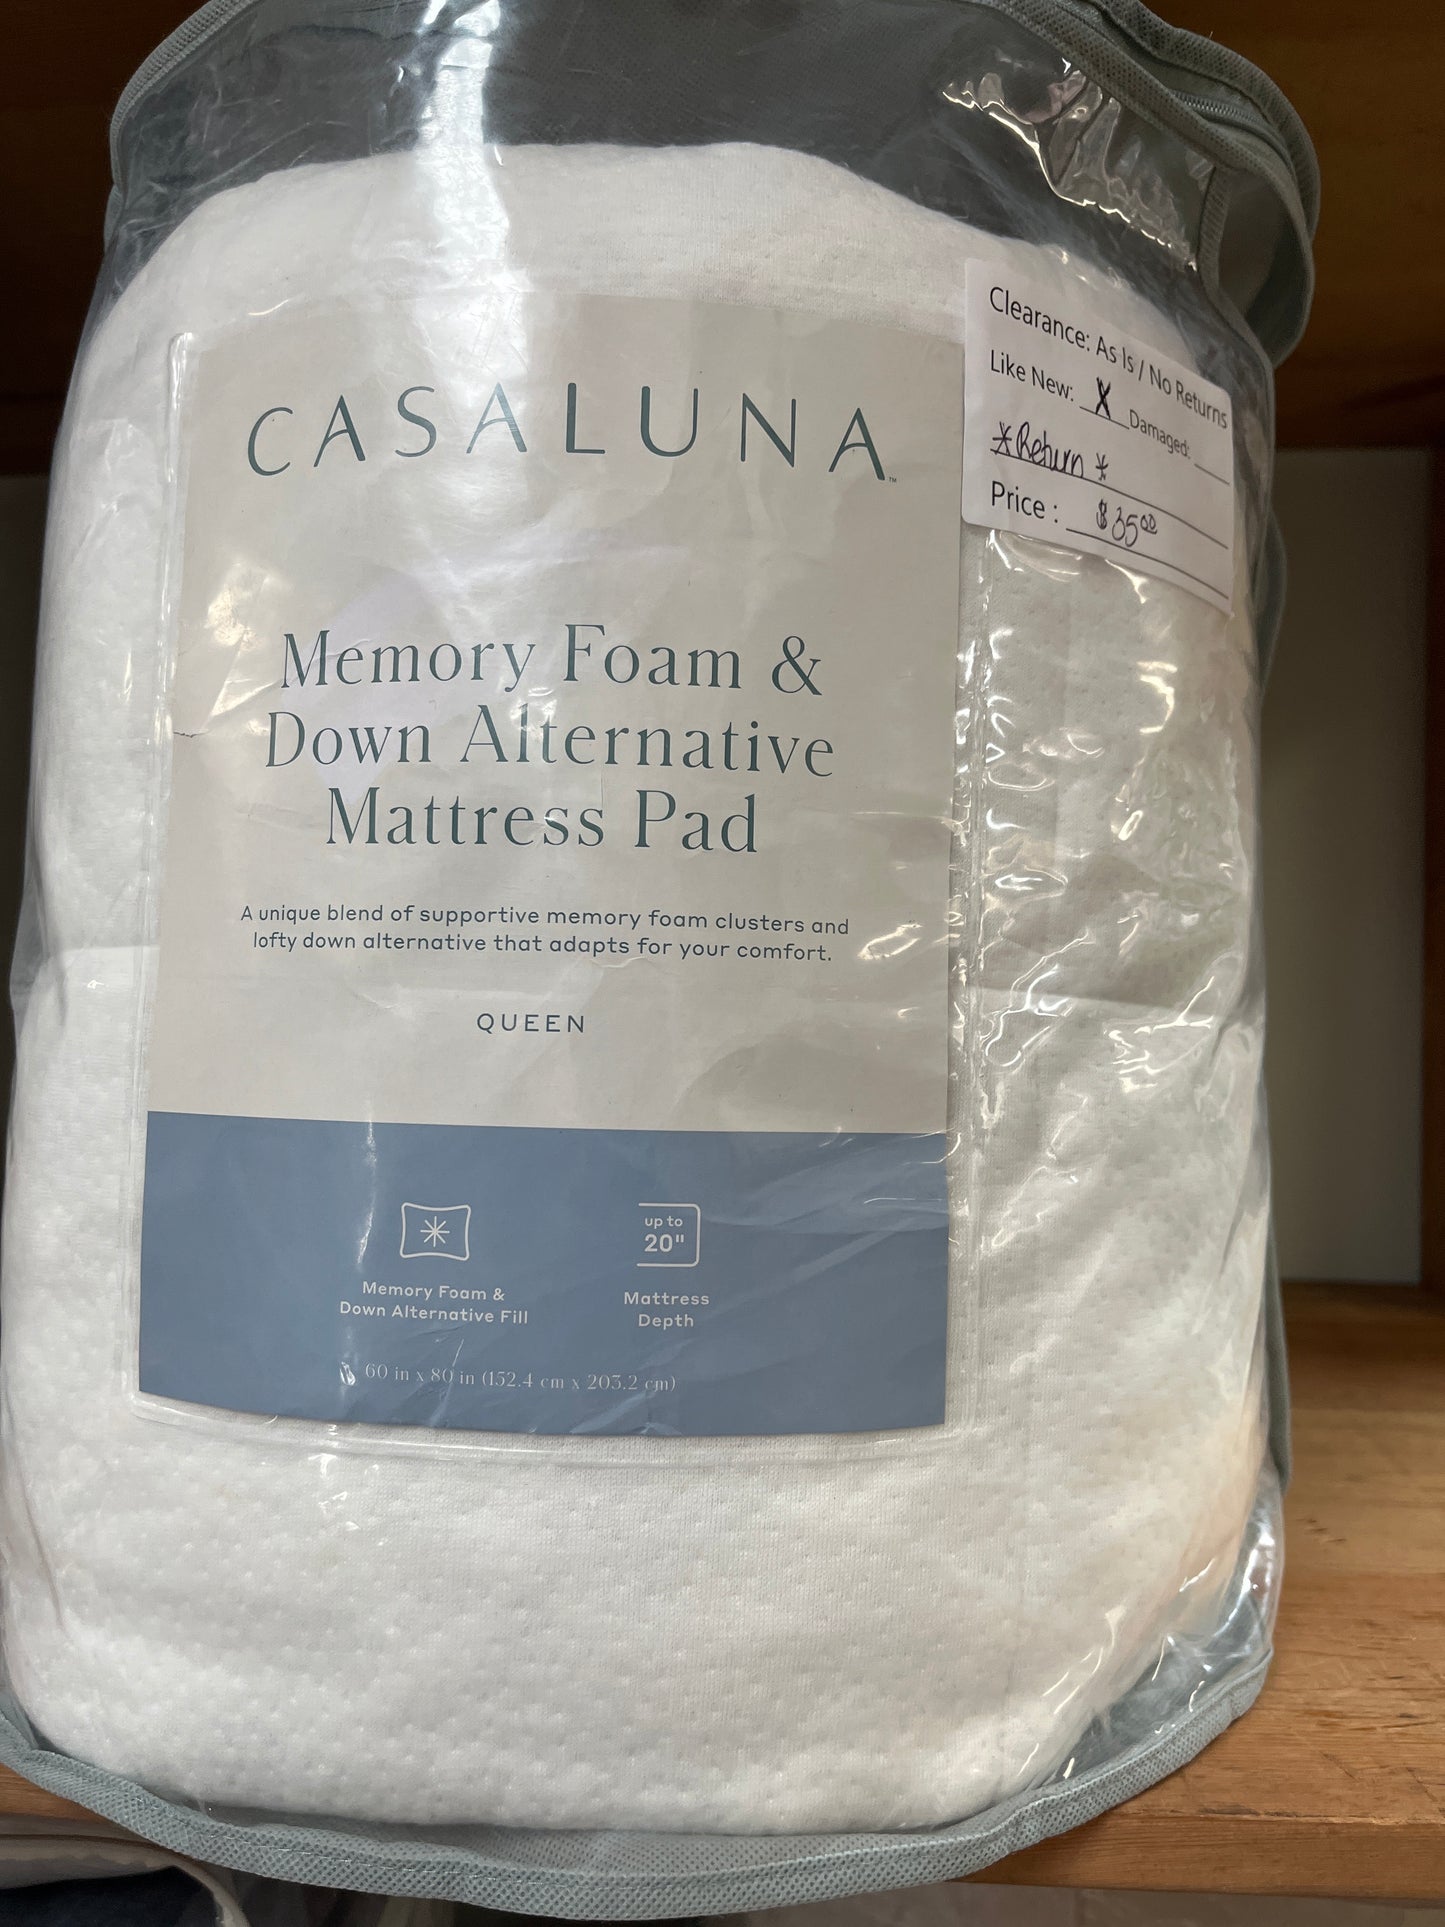 CASALUNA™
Clearance: As Is / No Returns
Like New: X Damaged:
*Return*
Price : $35.00
Memory Foam &
Down Alternative
Mattress Pad
A unique blend of supportive memory foam clusters and
lofty down alternative that adapts for your comfort.
QUEEN
Memory Foam &
Down Alternative Fill
up to
20"
Mattress
Depth
60 in x 80 in (152.4 cm x 203.2 cm)